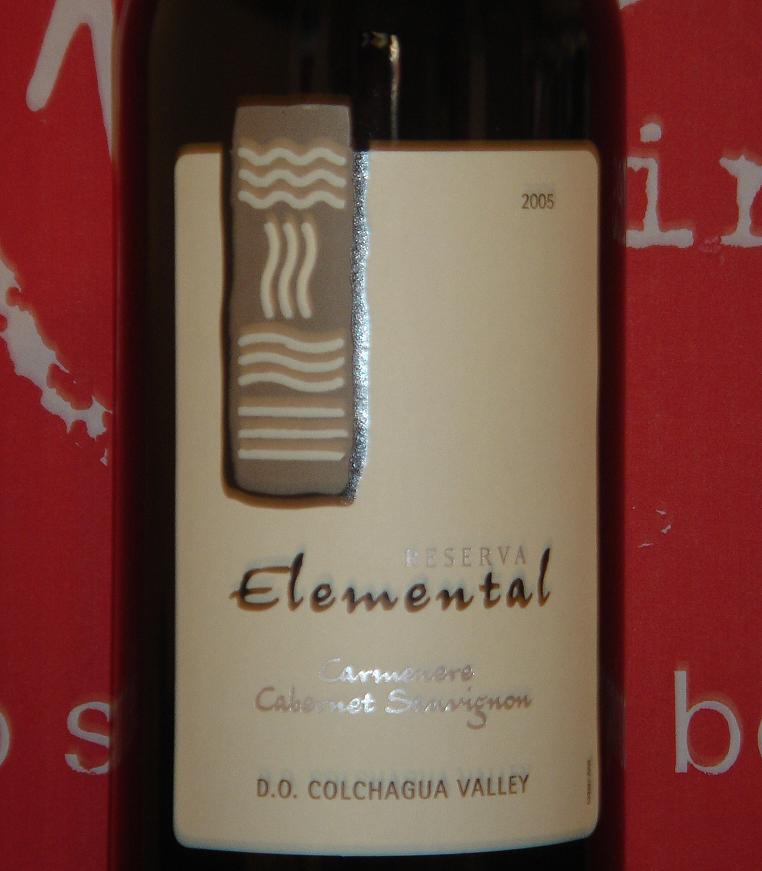 2005
RESERVA
Elemental
Carmenere
Cabernet Sauvignon
D.O. COLCHAGUA VALLEY